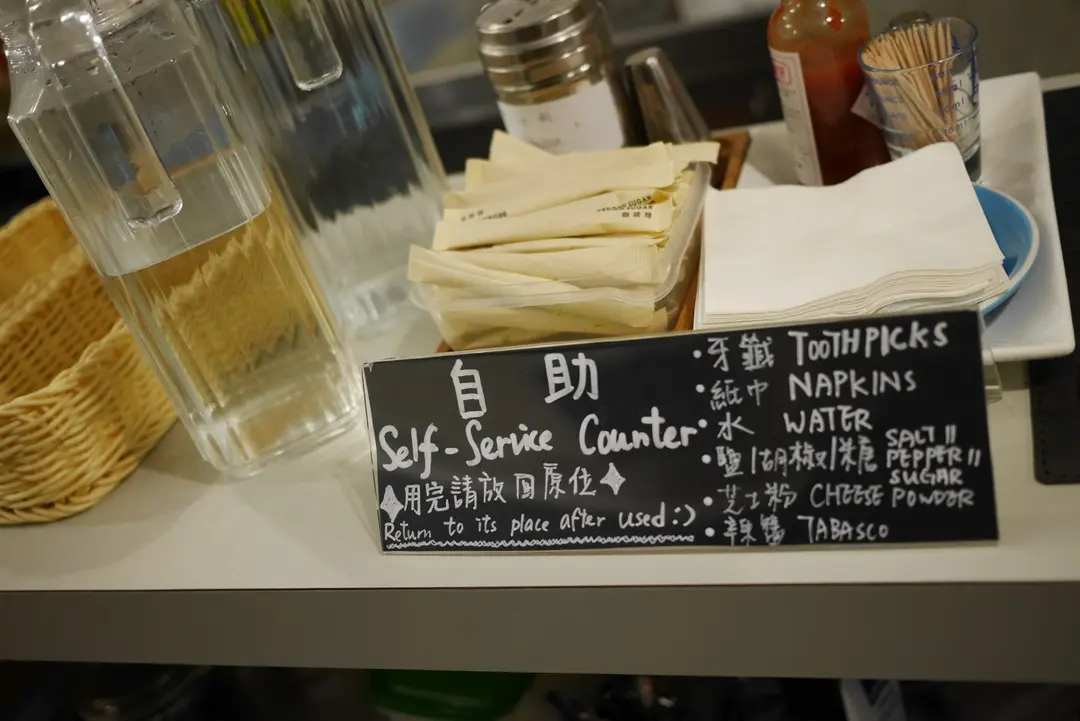 自助
Self-Service Counter
用完請放回原位
Return to its place after used:)
•牙籤 TOOTHPICKS
•紙巾 NAPKINS
•水 WATER
•鹽/胡椒/糖 SALT // PEPPER // SUGAR
•芝士粉 CHEESE POWDER
•辣醬 TABASCO
SUGAR